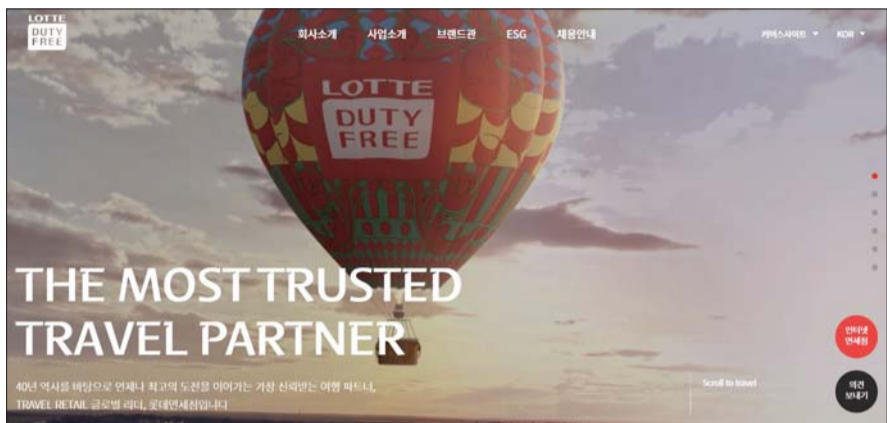 LOTTE
DUTY
FREE
회사소개 사업소개 브랜드관 ESG 채용안내
KOR
LOTTE
DUTY
FREE
THE MOST TRUSTED
TRAVEL PARTNER
40년 역사를 바탕으로 언제나 최고의 도전을 이어가는 가장 신뢰받는 여행 파트너,
TRAVEL RETAIL 글로벌 리더, 롯데면세점입니다
Scroll to travel
인터넷
면세점
의견
보내기